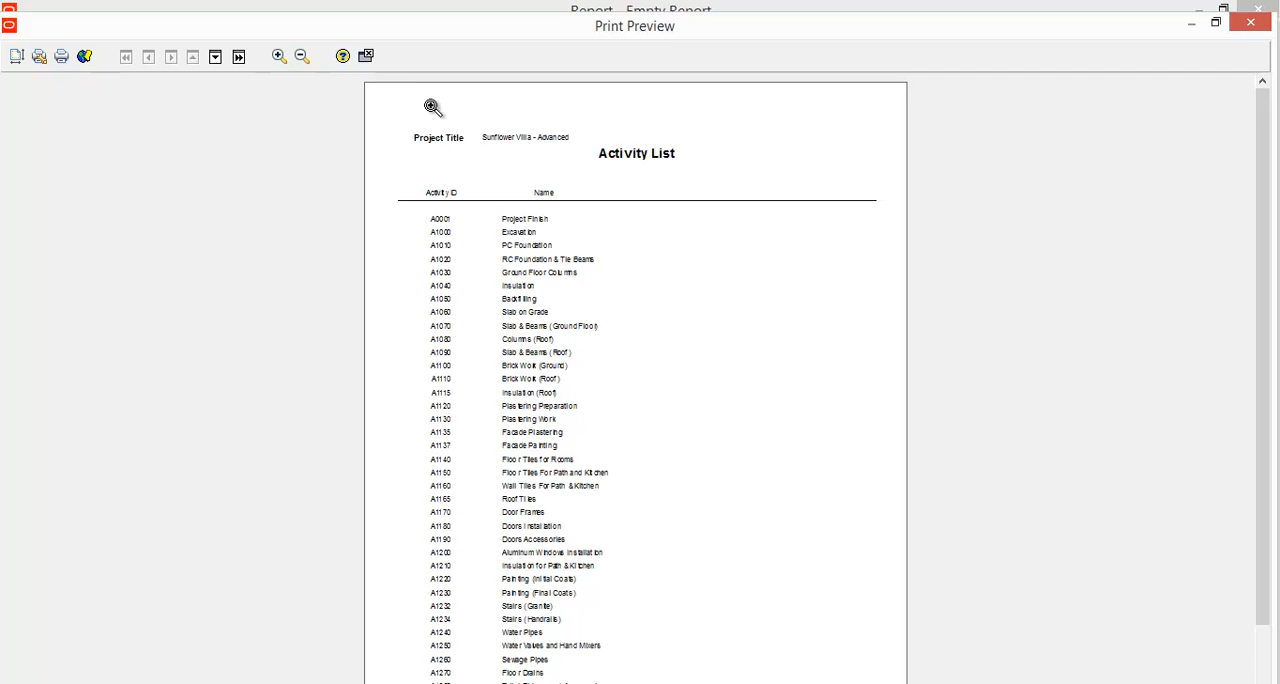 Report - Empty Report
Print Preview
Project Title Sunflower Villa - Advanced
Activity List
Activity ID Name
A0001 Project Finish
A1000 Excavation
A1010 PC Foundation
A1020 RC Foundation & Tie Beams
A1030 Ground Floor Columns
A1040 Insulation
A1050 Backfilling
A1060 Slab on Grade
A1070 Slab & Beams (Ground Floor)
A1080 Columns (Roof)
A1090 Slab & Beams (Roof)
A1100 Brick Work (Ground)
A1110 Brick Work (Roof)
A1115 Insulation (Roof)
A1120 Plastering Preparation
A1130 Plastering Work
A1135 Facade Plastering
A1137 Facade Painting
A1140 Floor Tiles for Rooms
A1150 Floor Tiles For Path and Kitchen
A1160 Wall Tiles For Path & Kitchen
A1165 Roof Tiles
A1170 Door Frames
A1180 Doors Installation
A1190 Doors Accessories
A1200 Aluminum Windows Installation
A1210 Insulation for Path & Kitchen
A1220 Painting (Initial Coats)
A1230 Painting (Final Coats)
A1232 Stairs (Granite)
A1234 Stairs (Handrails)
A1240 Water Pipes
A1250 Water Valves and Hand Mixers
A1260 Sewage Pipes
A1270 Floor Drains